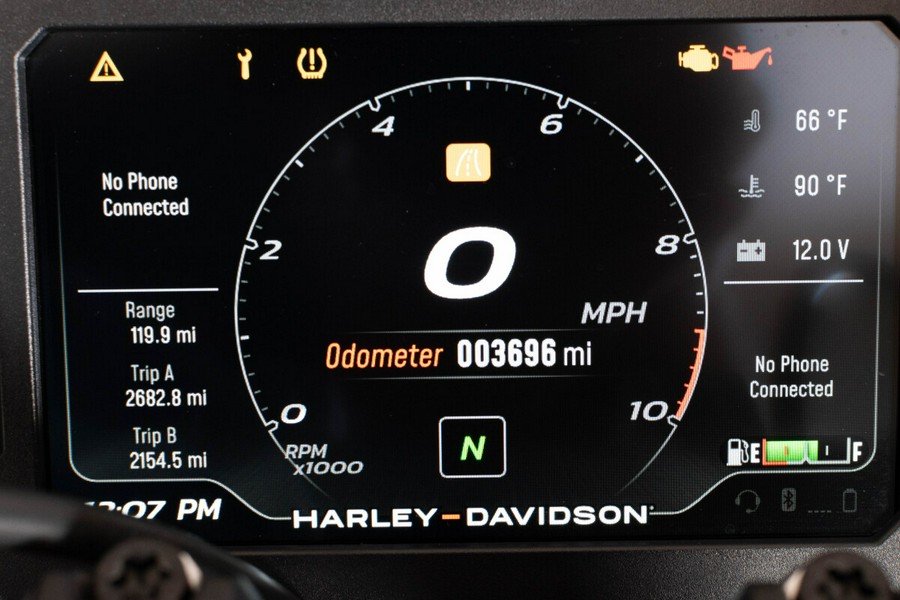 No Phone
Connected
Range
119.9 mi
Trip A
2682.8 mi
Trip B
2154.5 mi
PM
0
2
4
6
8
10
RPM
x1000
0
MPH
Odometer 003696 mi
N
HARLEY-DAVIDSON
66 °F
90 °F
12.0 V
No Phone
Connected
E
F